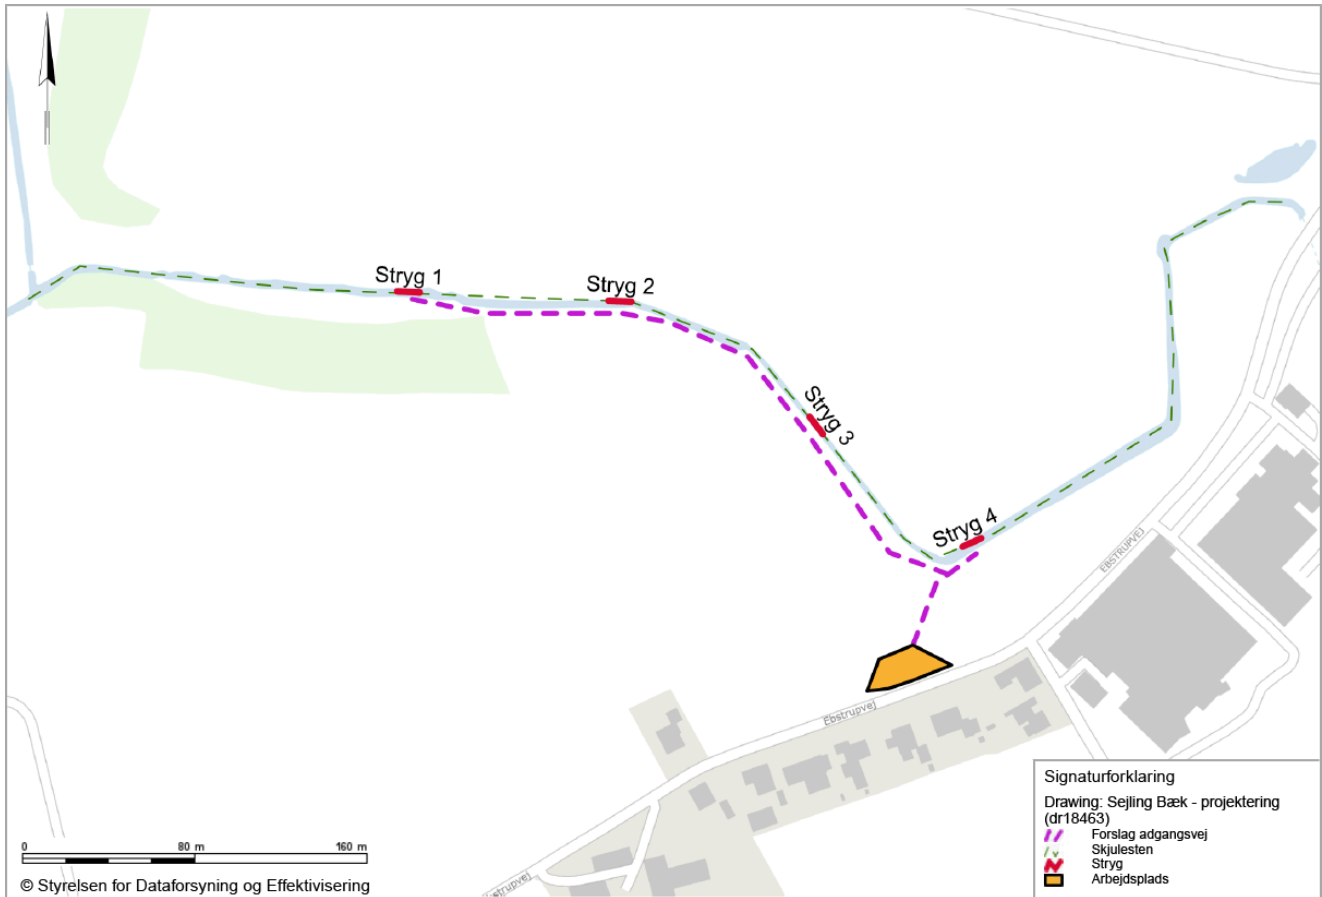 Stryg 1
Stryg 2
Stryg 3
Stryg 4
EBSTRUPVEJ
Ebstrupvej
bstrupvej
0 80 m 160 m
© Styrelsen for Dataforsyning og Effektivisering
Signaturforklaring
Drawing: Sejling Bæk - projektering
(dr18463)
Forslag adgangsvej
Skjulesten
Stryg
Arbejdsplads